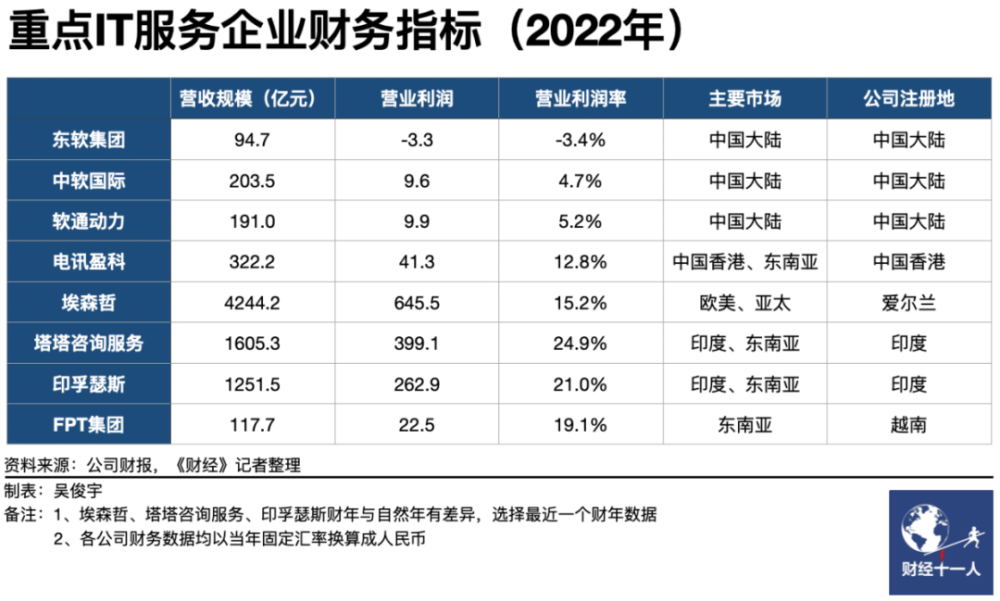 重点IT服务企业财务指标（2022年）
营收规模（亿元） 营业利润 营业利润率 主要市场 公司注册地
东软集团 94.7 -3.3 -3.4% 中国大陆 中国大陆
中软国际 203.5 9.6 4.7% 中国大陆 中国大陆
软通动力 191.0 9.9 5.2% 中国大陆 中国大陆
电讯盈科 322.2 41.3 12.8% 中国香港、东南亚 中国香港
埃森哲 4244.2 645.5 15.2% 欧美、亚太 爱尔兰
塔塔咨询服务 1605.3 399.1 24.9% 印度、东南亚 印度
印孚瑟斯 1251.5 262.9 21.0% 印度、东南亚 印度
FPT集团 117.7 22.5 19.1% 东南亚 越南
资料来源：公司财报，《财经》记者整理
制表：吴俊宇
备注：1、埃森哲、塔塔咨询服务、印孚瑟斯财年与自然年有差异，选择最近一个财年数据
2、各公司财务数据均以当年固定汇率换算成人民币
财经十一人